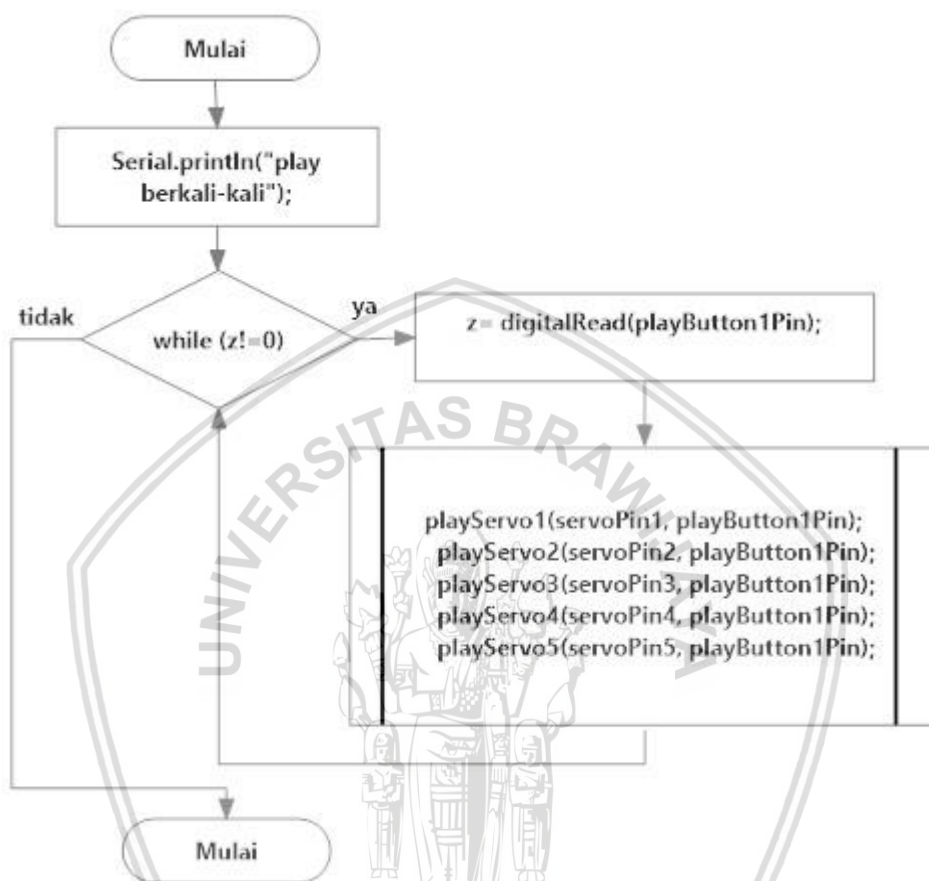 Mulai
Serial.println("play
berkali-kali");
tidak
while (z!=0)
ya
z= digitalRead(playButton1Pin);
playServo1(servoPin1, playButton1Pin);
playServo2(servoPin2, playButton1Pin);
playServo3(servoPin3, playButton1Pin);
playServo4(servoPin4, playButton1Pin);
playServo5(servoPin5, playButton1Pin);
UNIVERSITAS BRAWIJAYA
Mulai